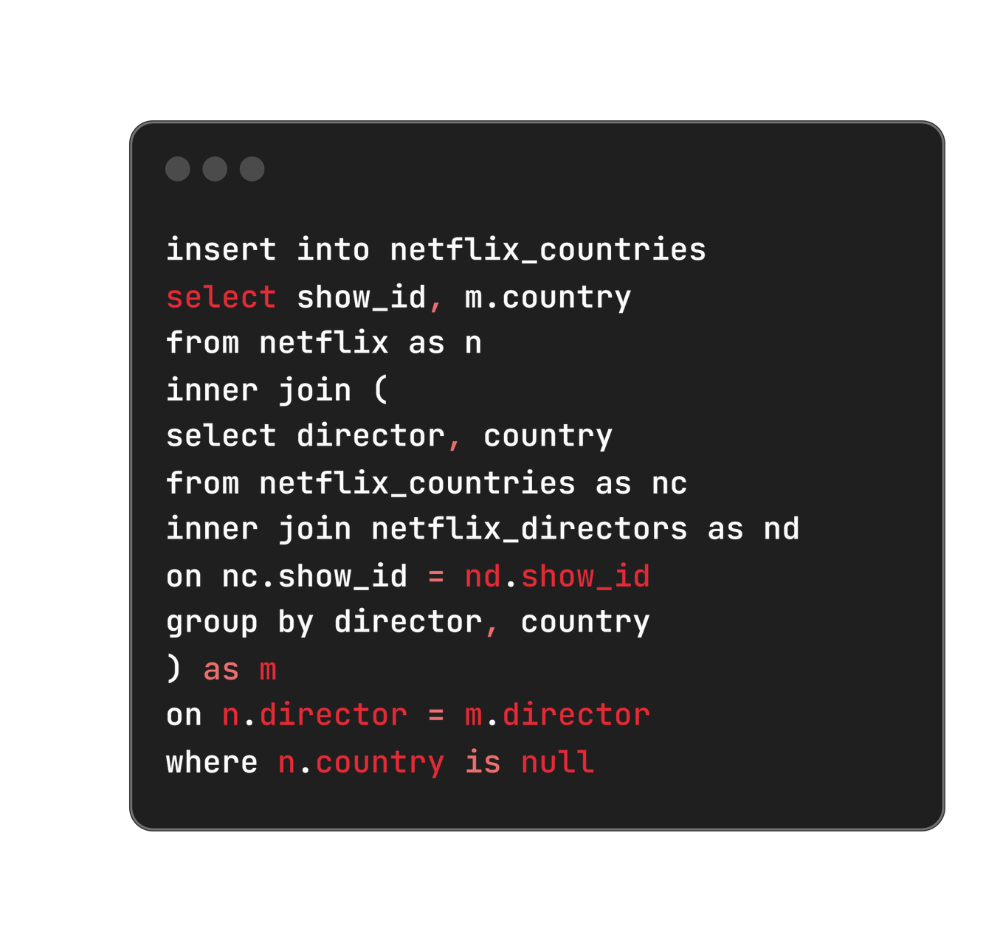 insert into netflix_countries
select show_id, m.country
from netflix as n
inner join (
select director, country
from netflix_countries as nc
inner join netflix_directors as nd
on nc.show_id = nd.show_id
group by director, country
) as m
on n.director = m.director
where n.country is null